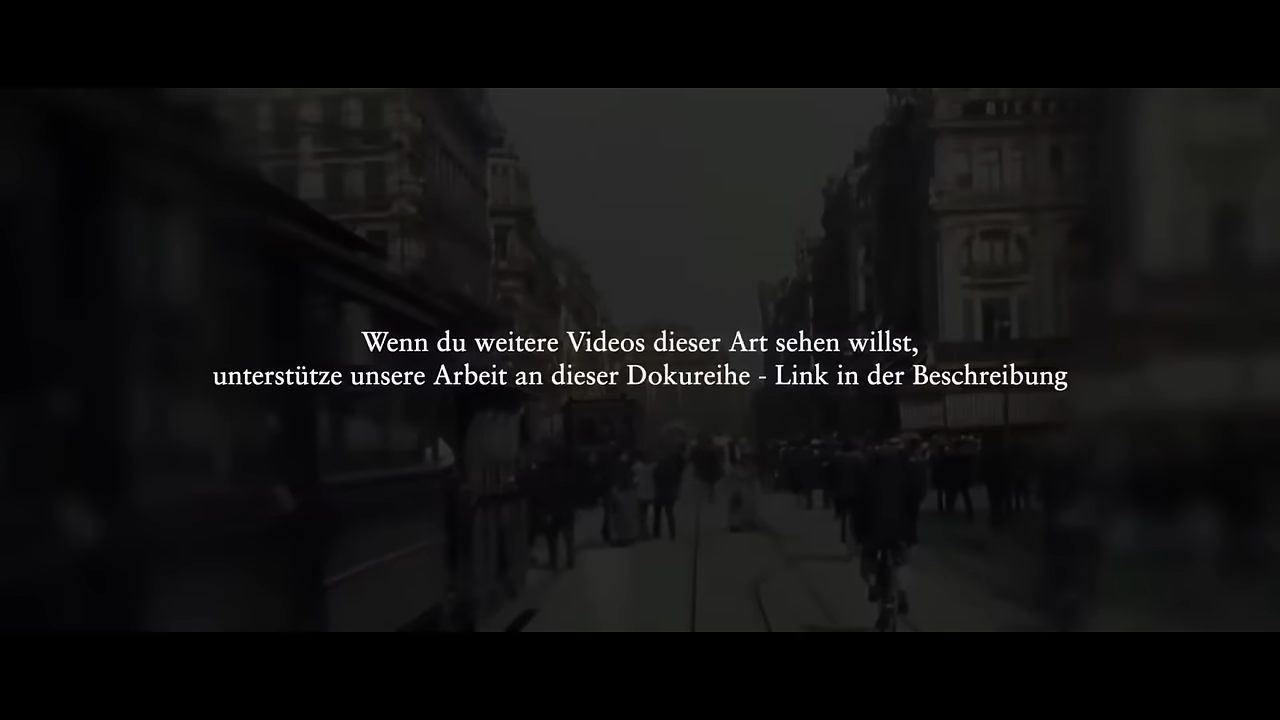 Wenn du weitere Videos dieser Art sehen willst,
unterstütze unsere Arbeit an dieser Dokureihe - Link in der Beschreibung